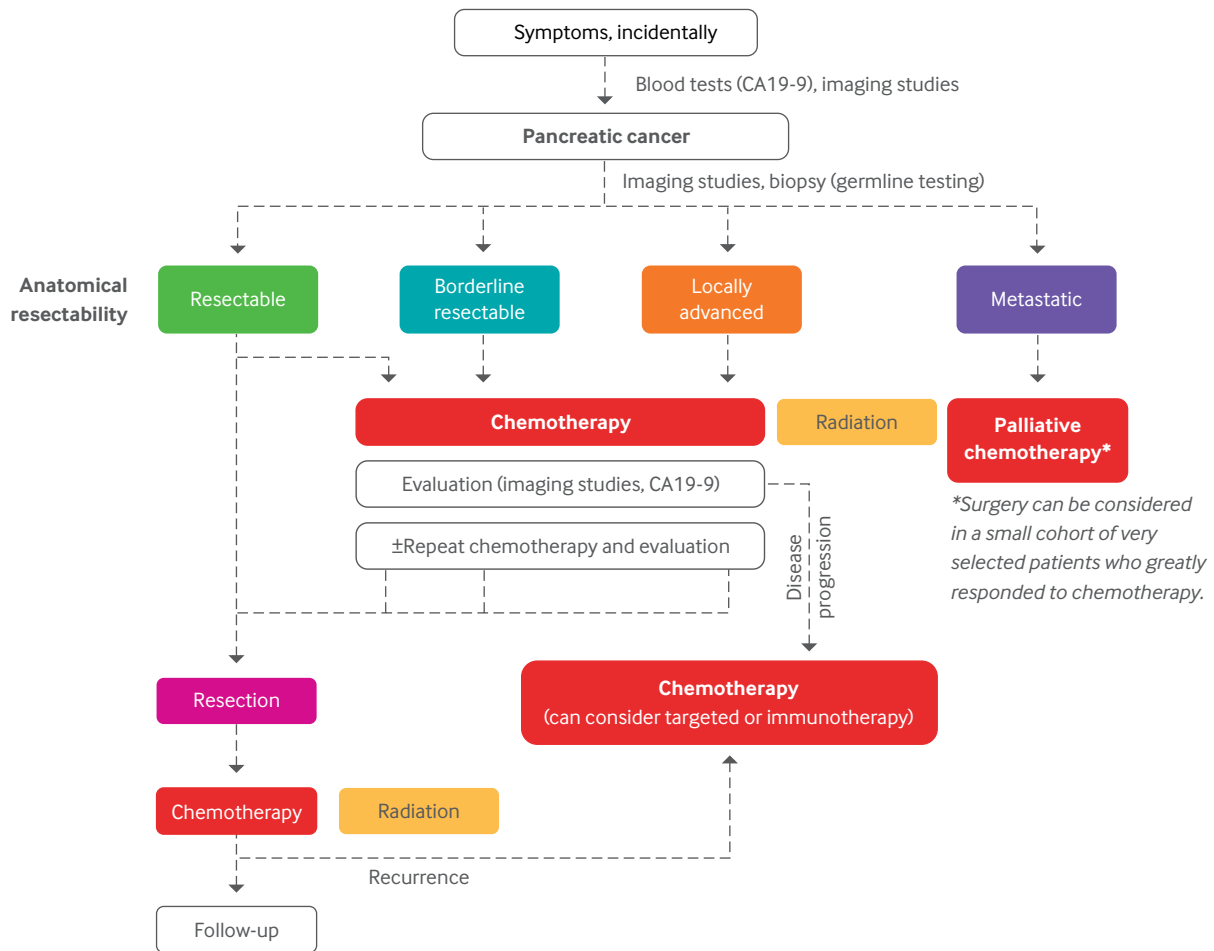 Symptoms, incidentally
Blood tests (CA19-9), imaging studies
Pancreatic cancer
Imaging studies, biopsy (germline testing)
Anatomical
resectability
Resectable
Borderline
resectable
Locally
advanced
Metastatic
Chemotherapy
Radiation
Palliative
chemotherapy*
Evaluation (imaging studies, CA19-9)
±Repeat chemotherapy and evaluation
Disease
progression
*Surgery can be considered
in a small cohort of very
selected patients who greatly
responded to chemotherapy.
Resection
Chemotherapy
(can consider targeted or immunotherapy)
Chemotherapy
Radiation
Recurrence
Follow-up